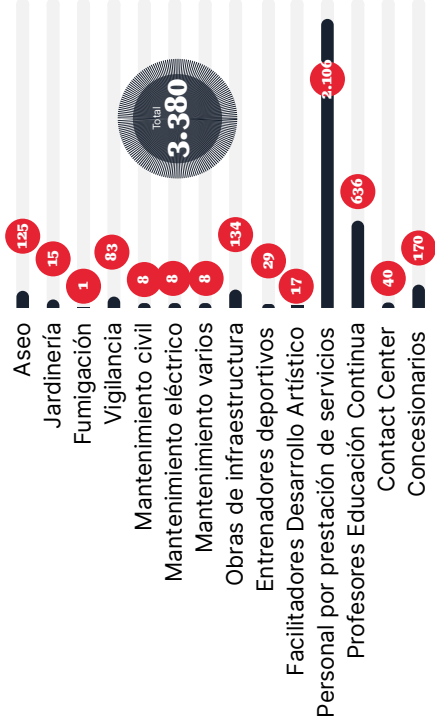 Total
3.380
Aseo
125
Jardinería
15
Fumigación
1
Vigilancia
83
Mantenimiento civil
8
Mantenimiento eléctrico
8
Mantenimiento varios
8
Obras de infraestructura
134
Entrenadores deportivos
29
Facilitadores Desarrollo Artístico
17
Personal por prestación de servicios
2.106
Profesores Educación Continua
636
Contact Center
40
Concesionarios
170